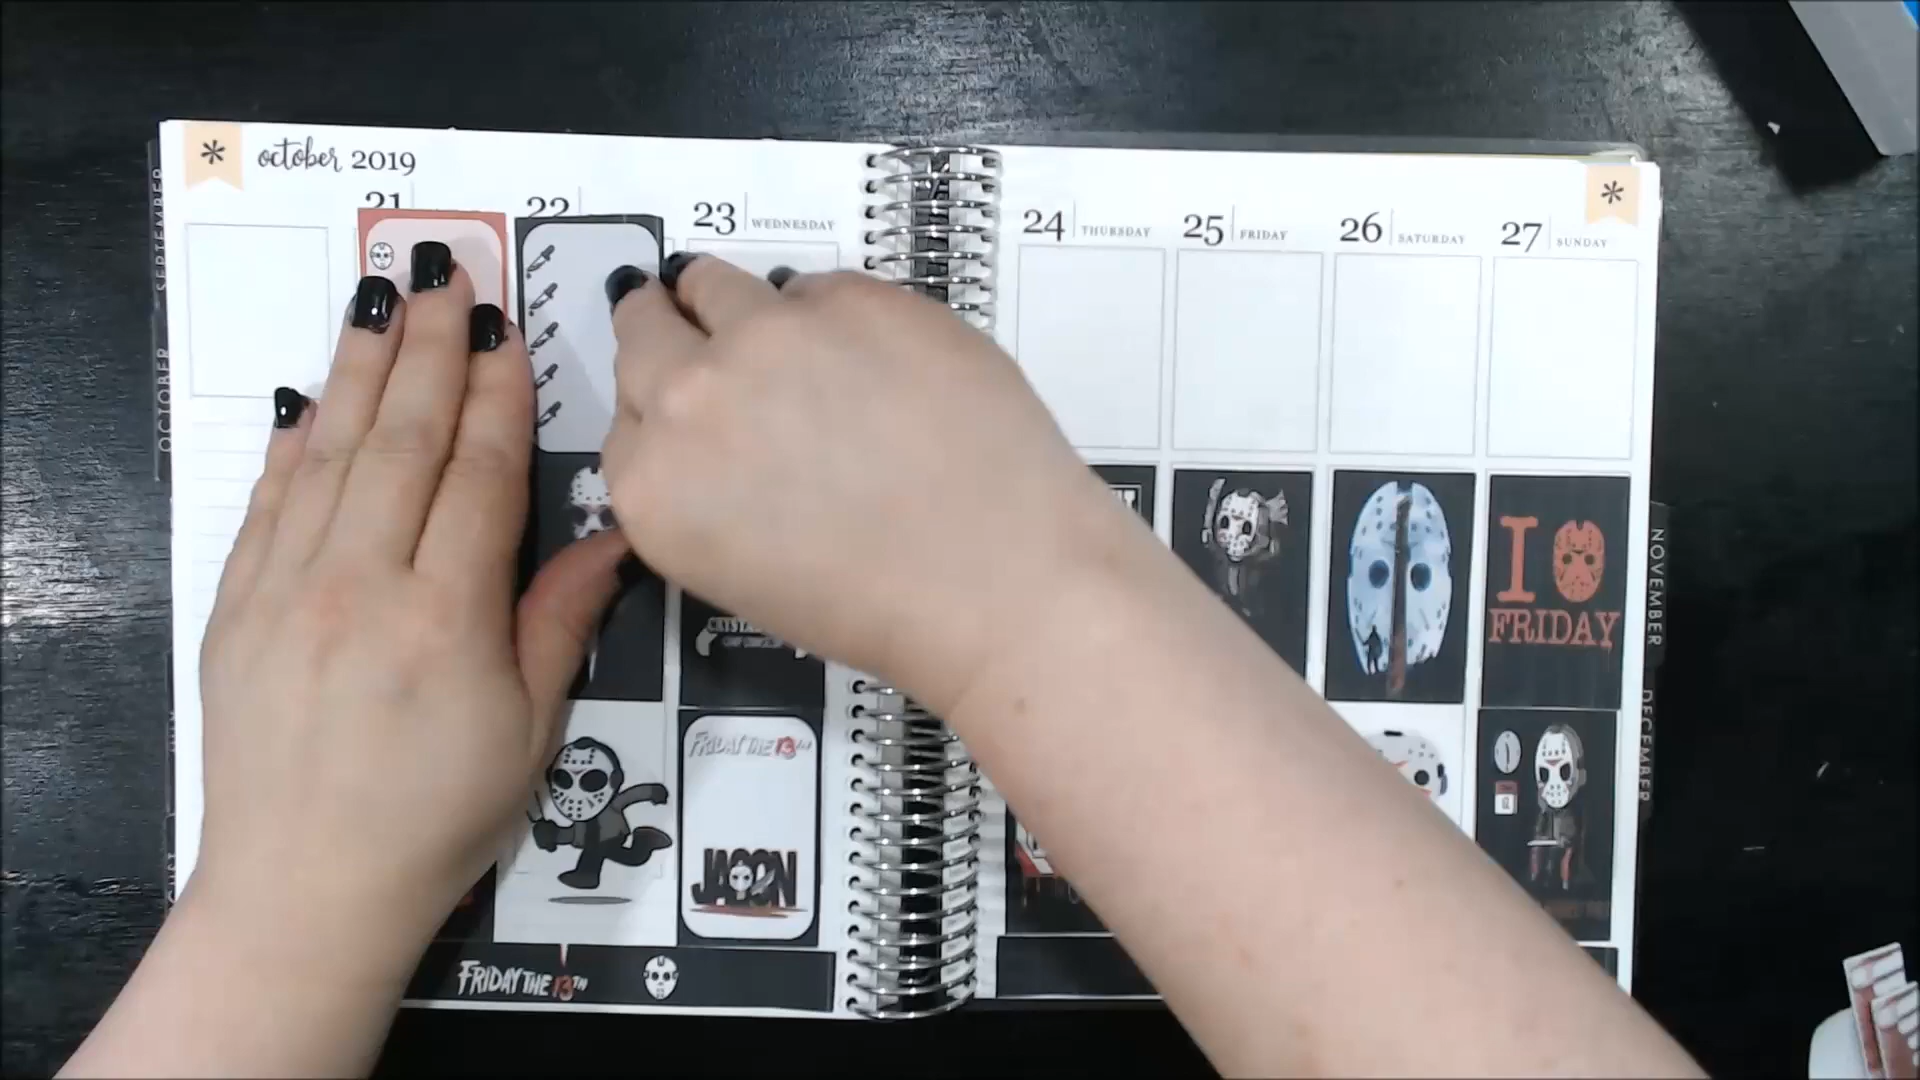 * october 2019 *
21 22 23 WEDNESDAY 24 THURSDAY 25 FRIDAY 26 SATURDAY 27 SUNDAY
SEPTEMBER
OCTOBER
NOVEMBER
DECEMBER
I
FRIDAY
FRIDAY THE 13TH
JASON
FRIDAY THE 13TH